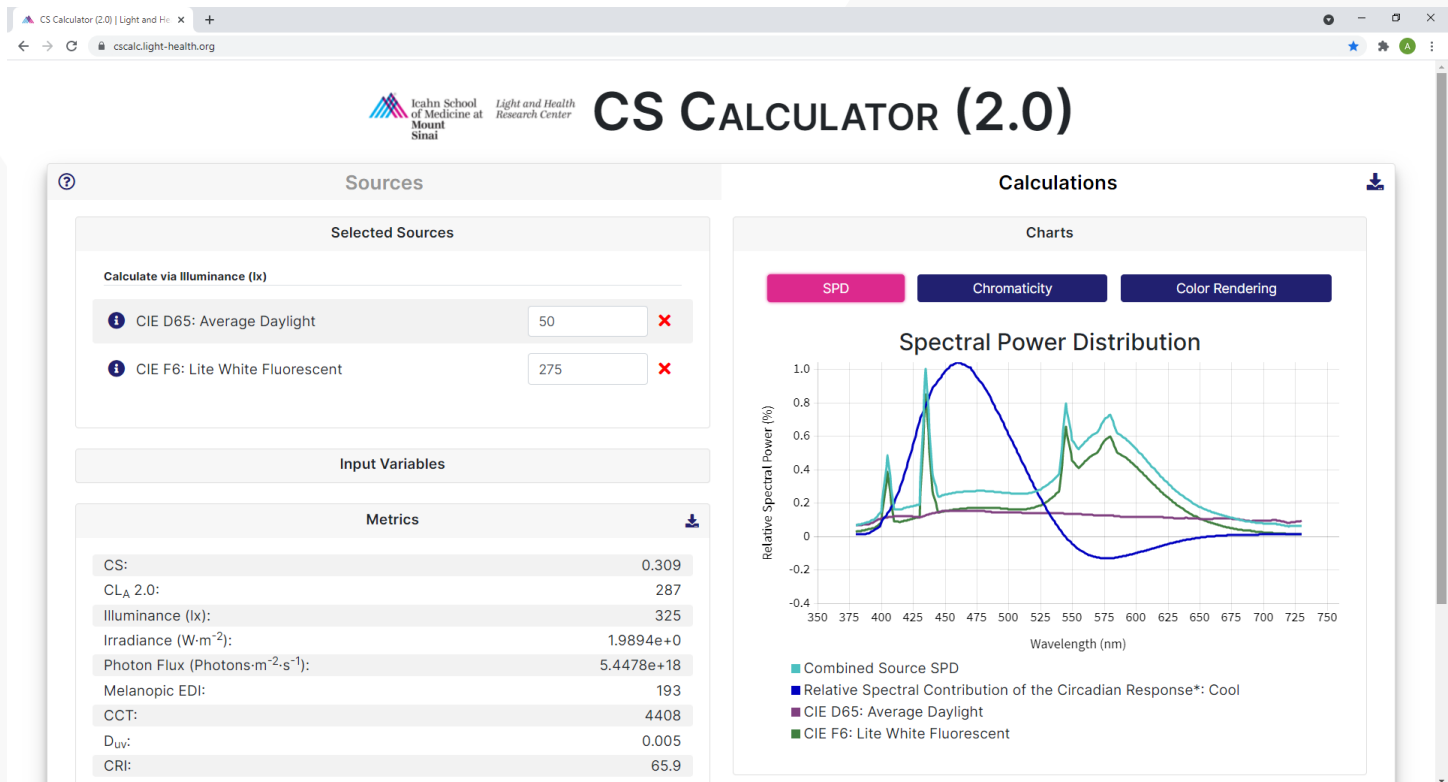 CS Calculator (2.0) | Light and He
cscalc.light-health.org
A
Icahn School
of Medicine at
Mount
Sinai
Light and Health
Research Center
CS CALCULATOR (2.0)
Sources
Calculations
Selected Sources
Calculate via Illuminance (lx)
CIE D65: Average Daylight
50
CIE F6: Lite White Fluorescent
275
Input Variables
Metrics
CS: 0.309
CLA 2.0: 287
Illuminance (lx): 325
Irradiance (W·m-2): 1.9894e+0
Photon Flux (Photons·m-2·s-1): 5.4478e+18
Melanopic EDI: 193
CCT: 4408
Duv: 0.005
CRI: 65.9
Charts
SPD
Chromaticity
Color Rendering
Spectral Power Distribution
Relative Spectral Power (%)
1.0
0.8
0.6
0.4
0.2
0
-0.2
-0.4
350 375 400 425 450 475 500 525 550 575 600 625 650 675 700 725 750
Wavelength (nm)
Combined Source SPD
Relative Spectral Contribution of the Circadian Response*: Cool
CIE D65: Average Daylight
CIE F6: Lite White Fluorescent